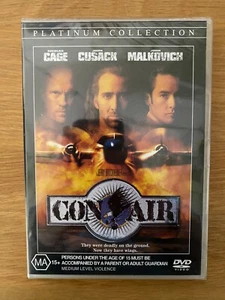 PLATINUM COLLECTION
CAGE CUSACK MALKOVICH
CON AIR
They were deadly on the ground.
Now they have wings.
MA 15+
PERSONS UNDER THE AGE OF 15 MUST BE
ACCOMPANIED BY A PARENT OR ADULT GUARDIAN
MEDIUM LEVEL VIOLENCE
DVD
VIDEO